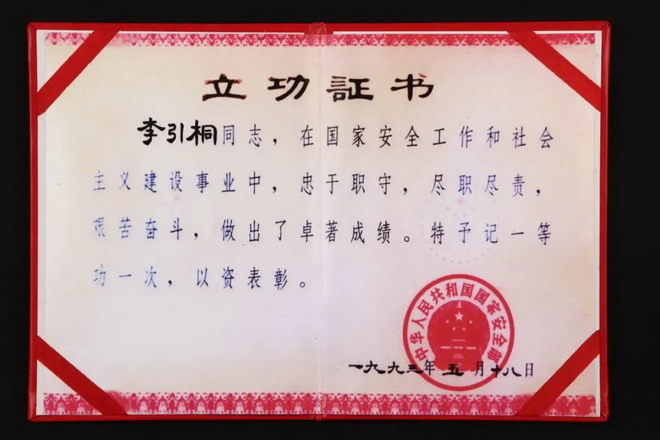 立功証书
李引桐同志，在国家安全工作和社会
主义建设事业中，忠于职守，尽职尽责，
艰苦奋斗，做出了卓著成绩。特予记一等
功一次，以资表彰。
中华人民共和国国家安全部
一九九三年五月十八日